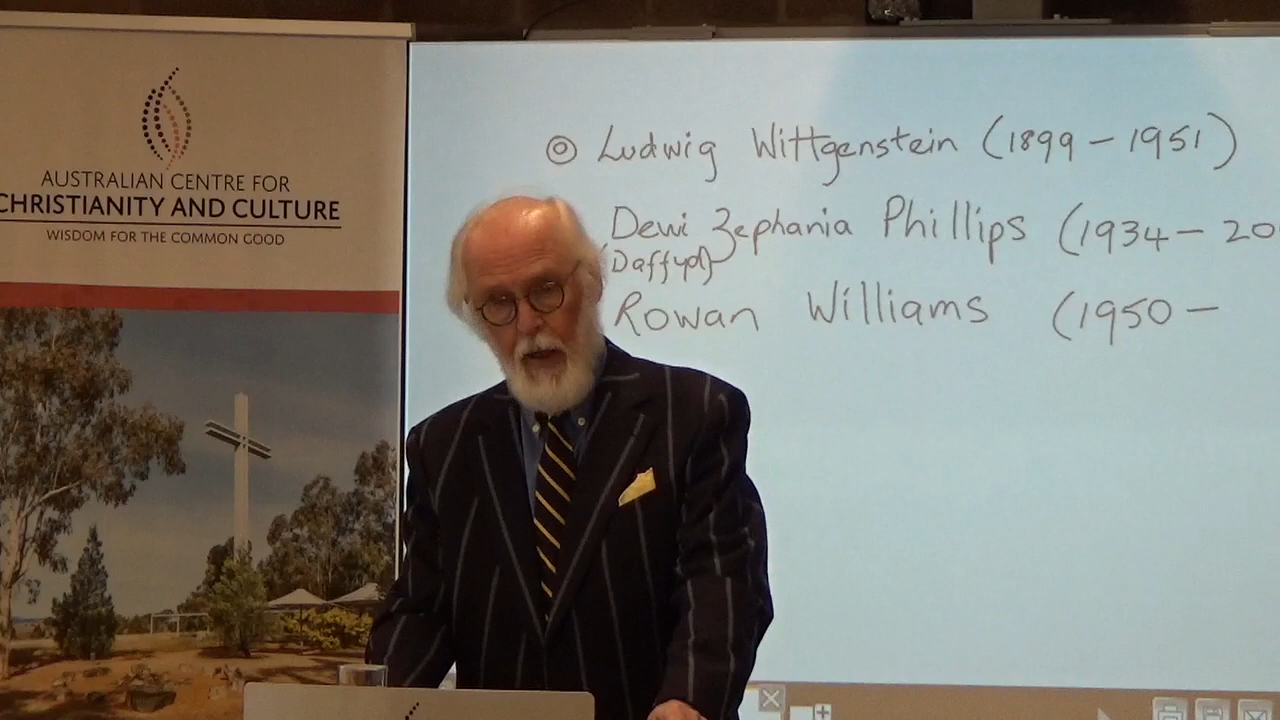 AUSTRALIAN CENTRE FOR
CHRISTIANITY AND CULTURE
WISDOM FOR THE COMMON GOOD
Ludwig Wittgenstein (1899 – 1951)
Dewi Zephania Phillips (1934 – 20
(Daffyd)
Rowan Williams (1950 –